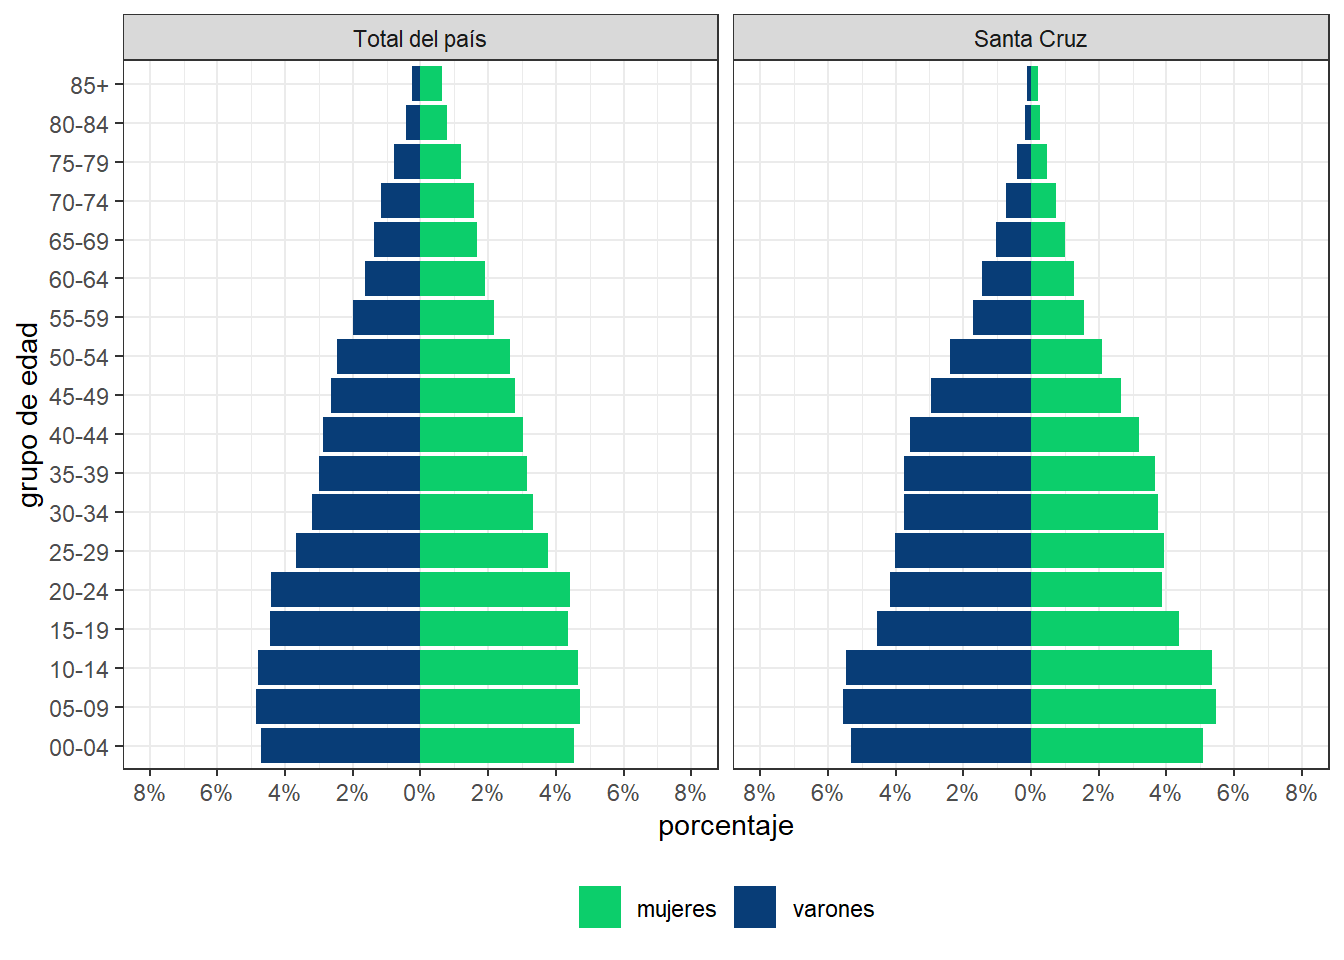 Total del país
Santa Cruz
grupo de edad
85+
80-84
75-79
70-74
65-69
60-64
55-59
50-54
45-49
40-44
35-39
30-34
25-29
20-24
15-19
10-14
05-09
00-04
8% 6% 4% 2% 0% 2% 4% 6% 8%
8% 6% 4% 2% 0% 2% 4% 6% 8%
porcentaje
mujeres
varones